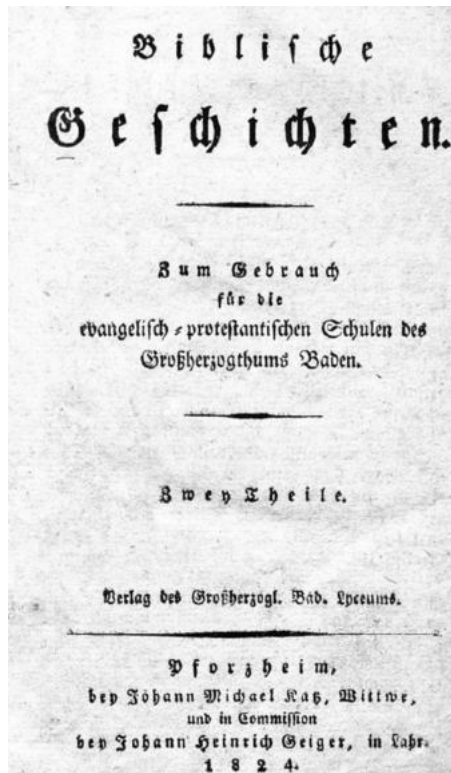 Biblische
Geschichten.
Zum Gebrauch
für die
evangelisch-protestantischen Schulen des
Großherzogthums Baden.
Zwey Theile.
Verlag des Großherzogl. Bad. Lyceums.
Pforzheim,
bey Johann Michael Katz, Wittwe,
und in Commission
bey Johann Heinrich Geiger, in Lahr.
1824.